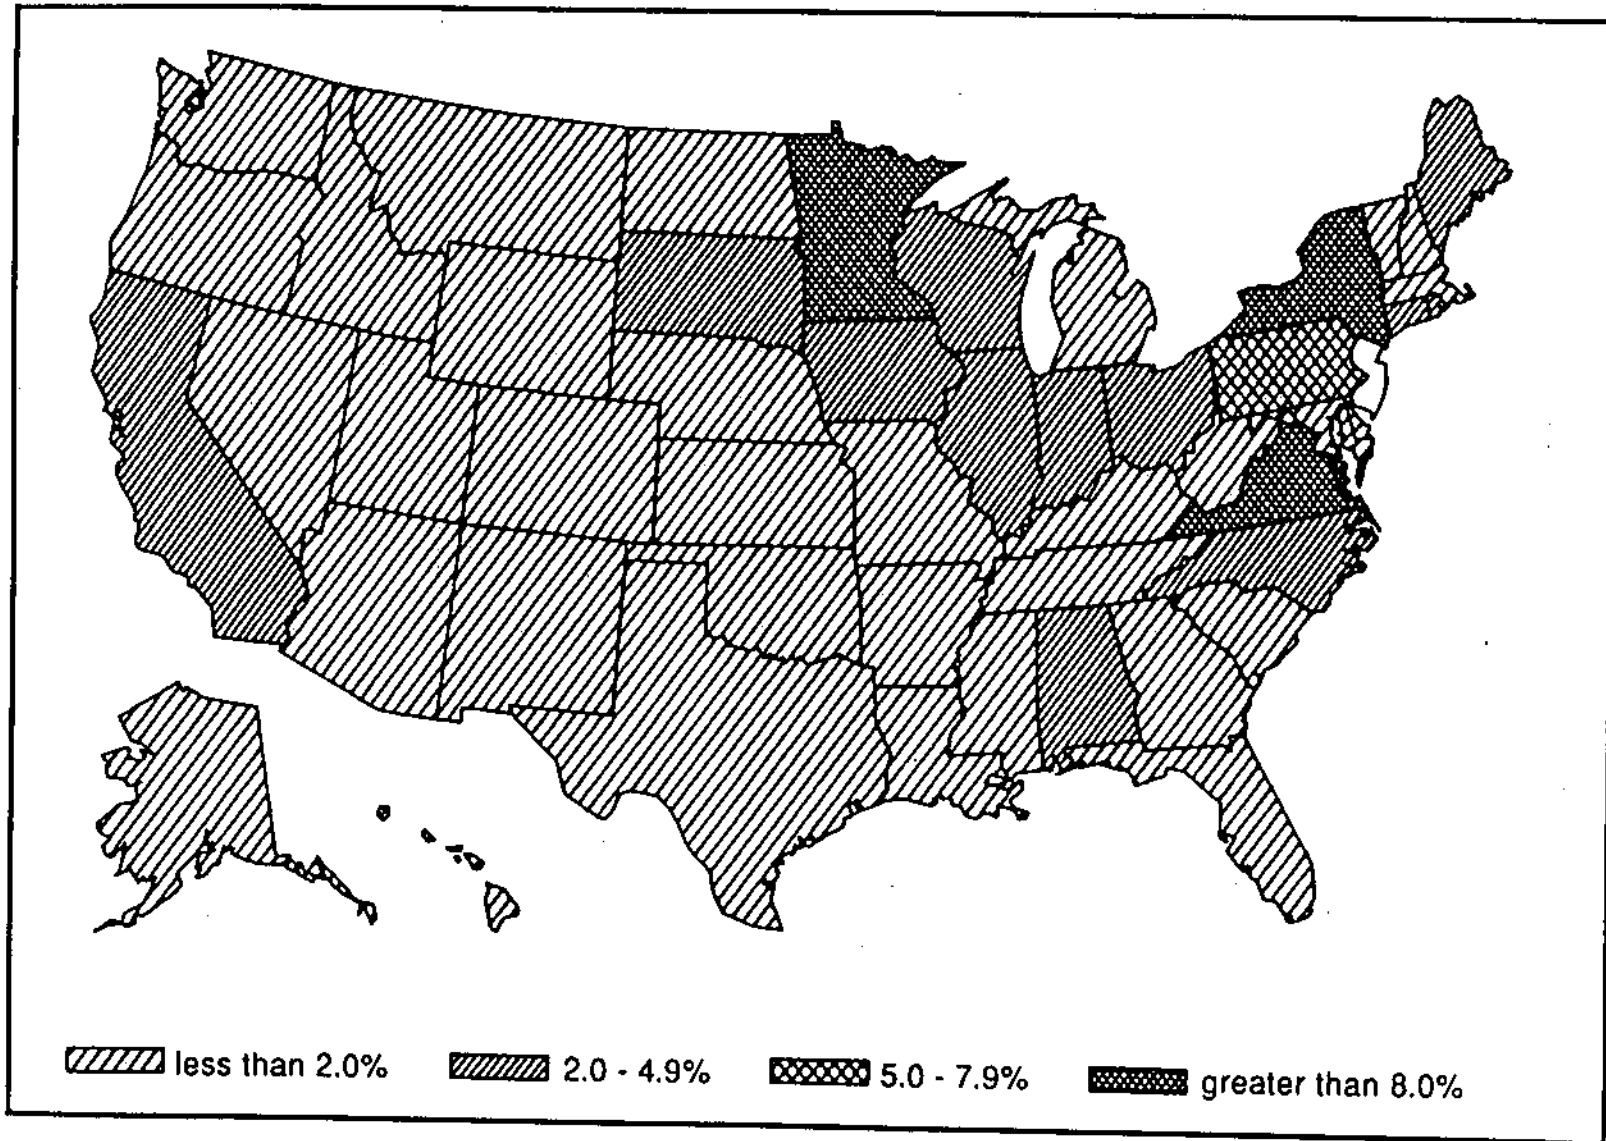 less than 2.0% 2.0 - 4.9% 5.0 - 7.9% greater than 8.0%